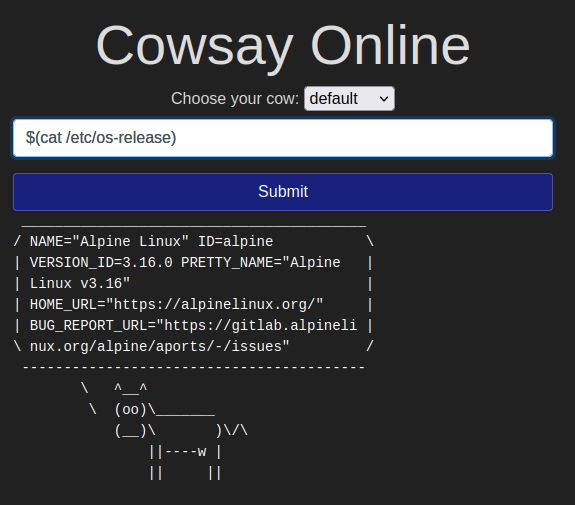 Cowsay Online
Choose your cow: default
$(cat /etc/os-release)
Submit
 _________________________________________
/ NAME="Alpine Linux" ID=alpine           \
| VERSION_ID=3.16.0 PRETTY_NAME="Alpine   |
| Linux v3.16"                            |
| HOME_URL="https://alpinelinux.org/"     |
| BUG_REPORT_URL="https://gitlab.alpineli |
\ nux.org/alpine/aports/-/issues"         /
 -----------------------------------------
        \   ^__^
         \  (oo)\_______
            (__)\       )\/\
                ||----w |
                ||     ||